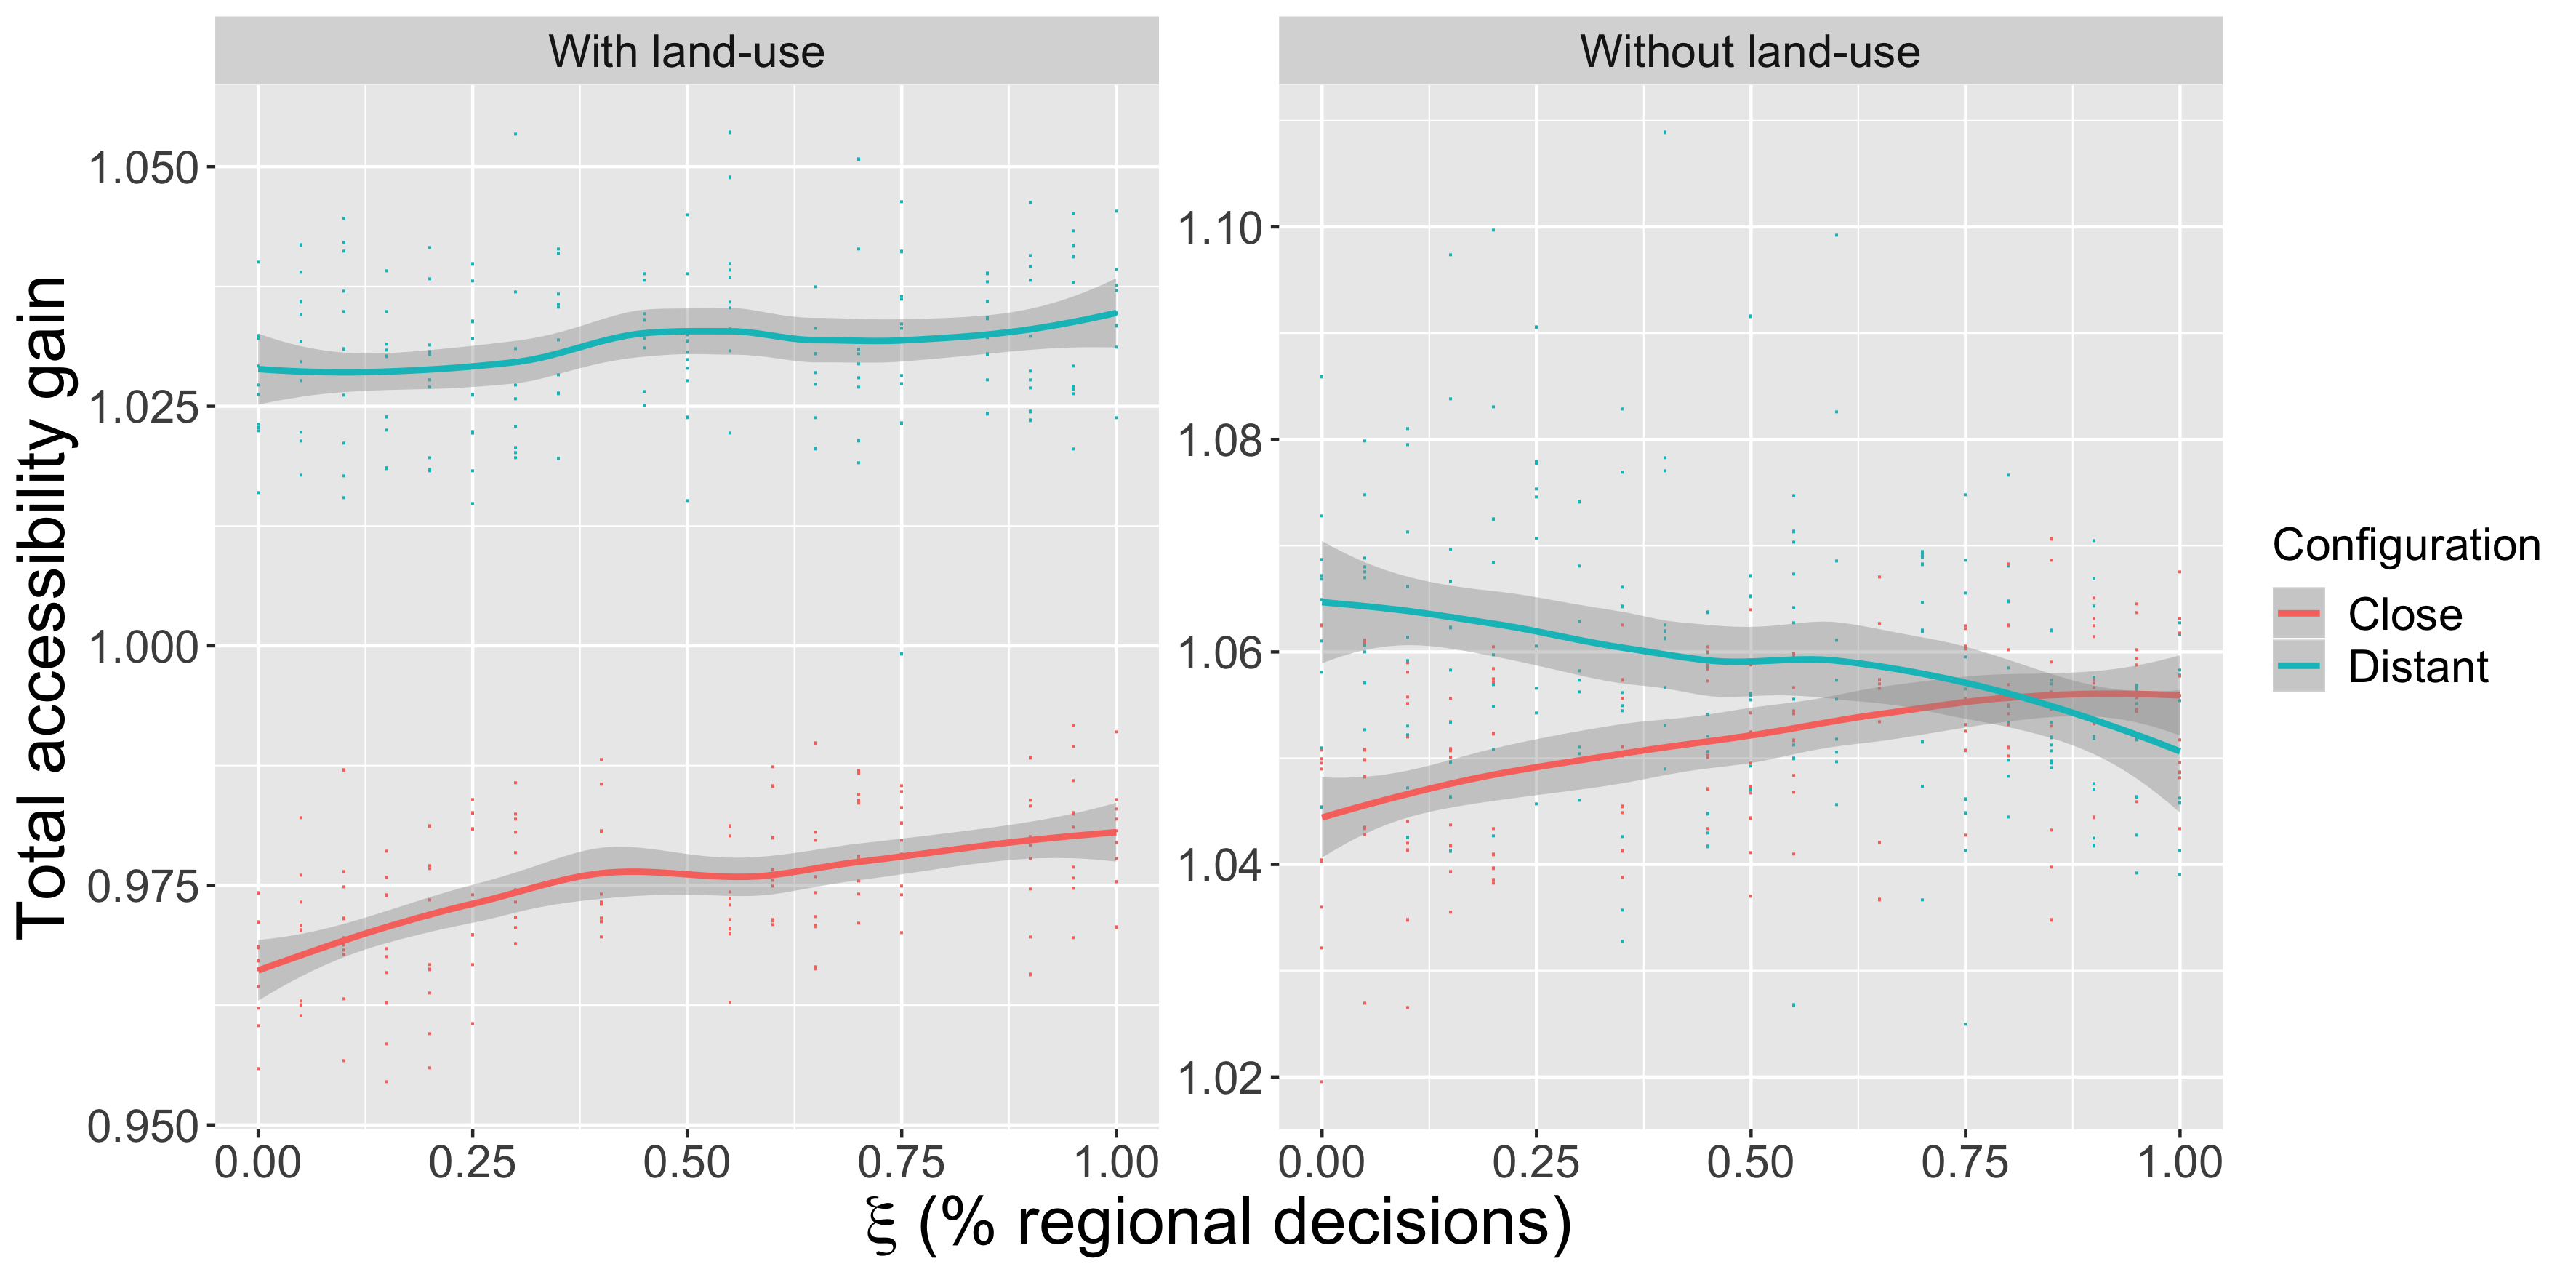 With land-use
Without land-use
Total accessibility gain
1.050
1.025
1.000
0.975
0.950
1.10
1.08
1.06
1.04
1.02
0.00 0.25 0.50 0.75 1.00
0.00 0.25 0.50 0.75 1.00
ξ (% regional decisions)
Configuration
Close
Distant